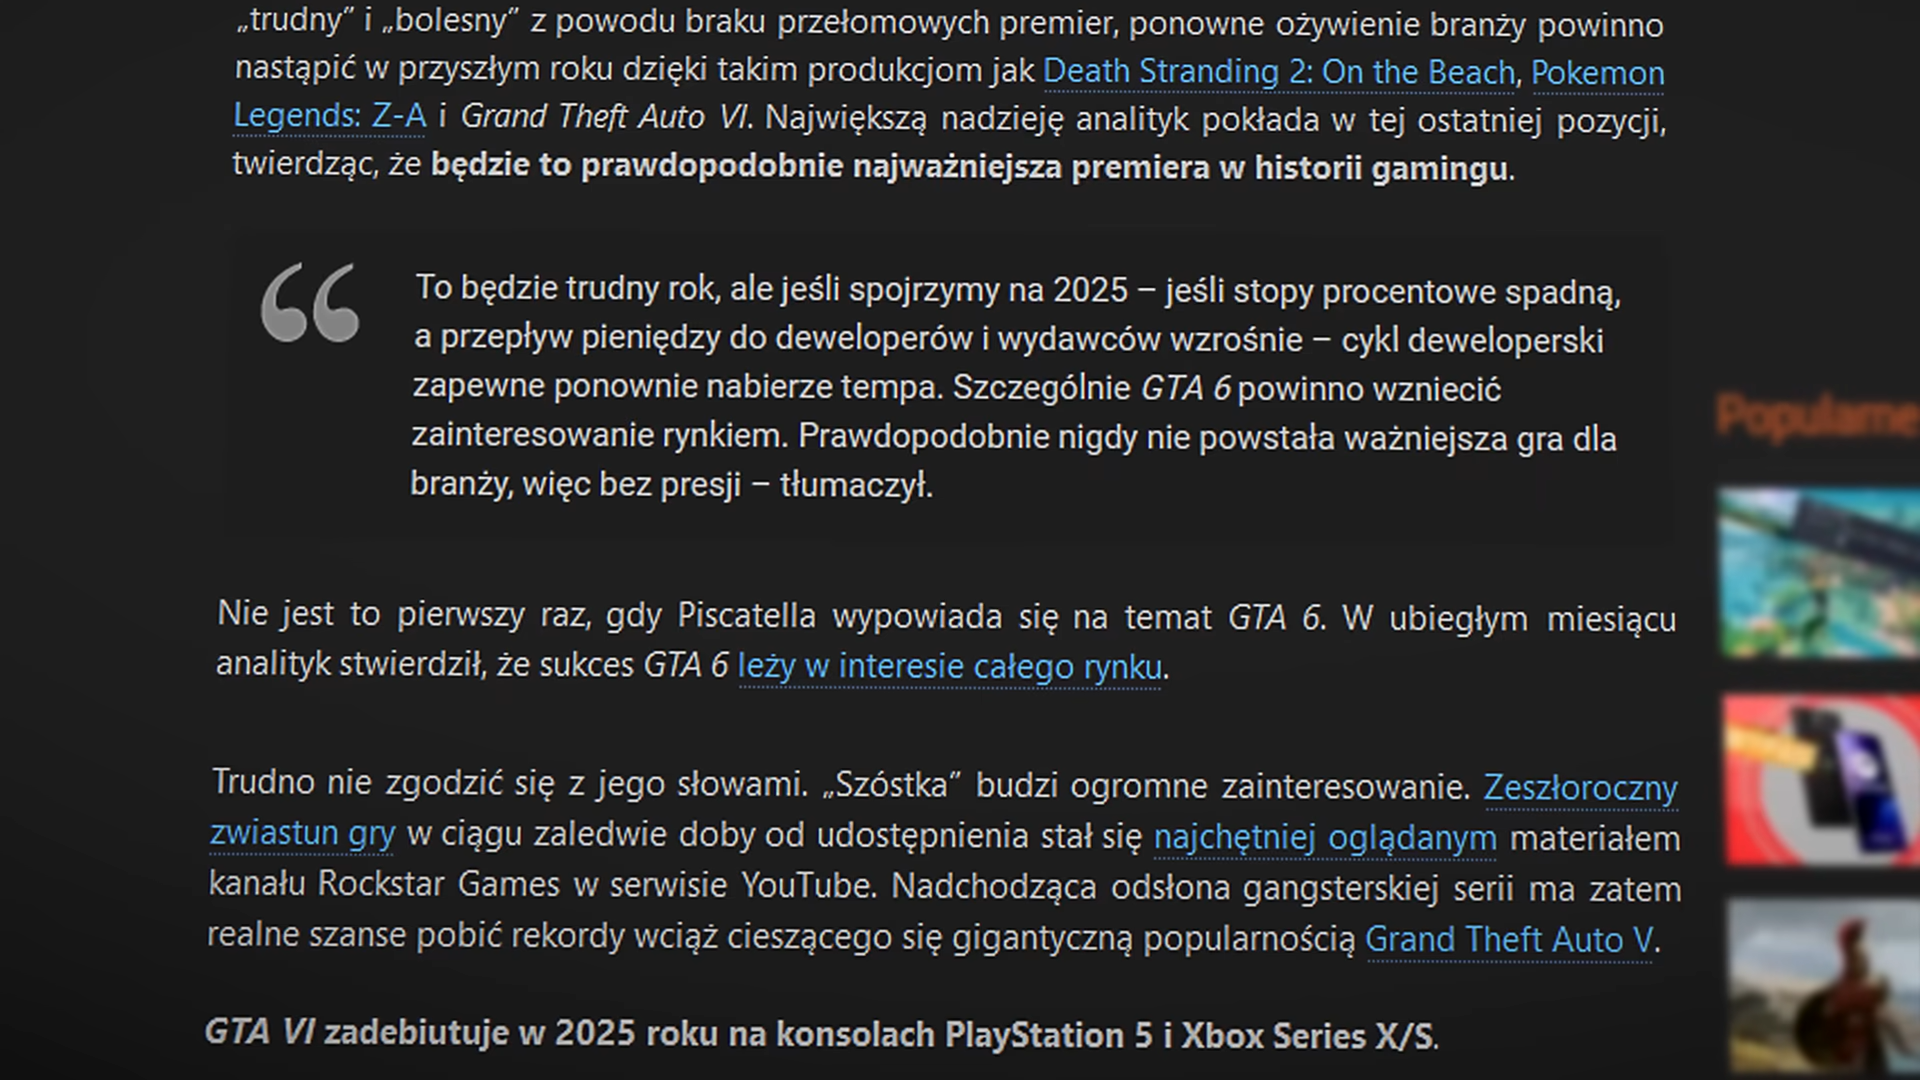 „trudny” i „bolesny” z powodu braku przełomowych premier, ponowne ożywienie branży powinno
nastąpić w przyszłym roku dzięki takim produkcjom jak Death Stranding 2: On the Beach, Pokemon
Legends: Z-A i Grand Theft Auto VI. Największą nadzieję analityk pokłada w tej ostatniej pozycji,
twierdząc, że będzie to prawdopodobnie najważniejsza premiera w historii gamingu.
“
To będzie trudny rok, ale jeśli spojrzymy na 2025 – jeśli stopy procentowe spadną,
a przepływ pieniędzy do deweloperów i wydawców wzrośnie – cykl deweloperski
zapewne ponownie nabierze tempa. Szczególnie GTA 6 powinno wzniecić
zainteresowanie rynkiem. Prawdopodobnie nigdy nie powstała ważniejsza gra dla
branży, więc bez presji – tłumaczył.
Nie jest to pierwszy raz, gdy Piscatella wypowiada się na temat GTA 6. W ubiegłym miesiącu
analityk stwierdził, że sukces GTA 6 leży w interesie całego rynku.
Trudno nie zgodzić się z jego słowami. „Szóstka” budzi ogromne zainteresowanie. Zeszłoroczny
zwiastun gry w ciągu zaledwie doby od udostępnienia stał się najchętniej oglądanym materiałem
kanału Rockstar Games w serwisie YouTube. Nadchodząca odsłona gangsterskiej serii ma zatem
realne szanse pobić rekordy wciąż cieszącego się gigantyczną popularnością Grand Theft Auto V.
GTA VI zadebiutuje w 2025 roku na konsolach PlayStation 5 i Xbox Series X/S.
Popularne